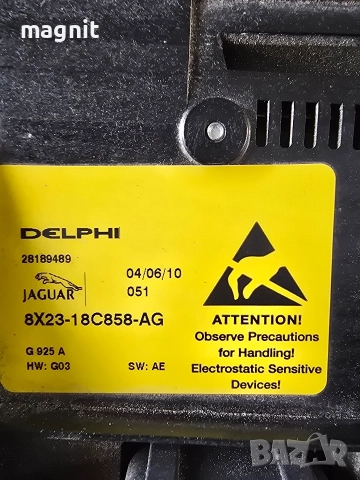 magnit
DELPHI
28189489
JAGUAR
04/06/10
051
8X23-18C858-AG
G 925 A
HW: G03
SW: AE
ATTENTION!
Observe Precautions
for Handling!
Electrostatic Sensitive
Devices!
BAZAR